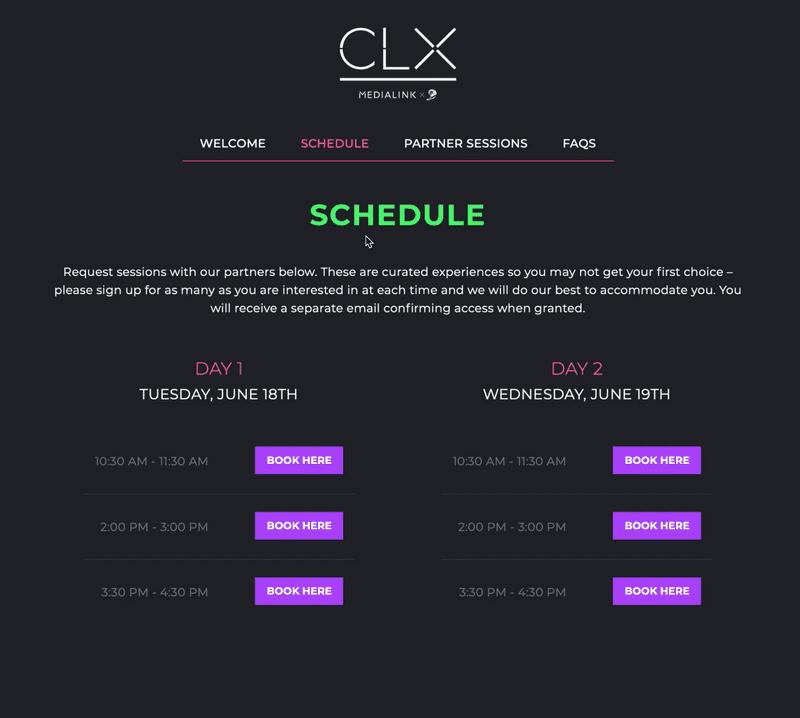 CLX
MEDIALINK ×
WELCOME SCHEDULE PARTNER SESSIONS FAQS
SCHEDULE
Request sessions with our partners below. These are curated experiences so you may not get your first choice –
please sign up for as many as you are interested in at each time and we will do our best to accommodate you. You
will receive a separate email confirming access when granted.
DAY 1
TUESDAY, JUNE 18TH
10:30 AM - 11:30 AM BOOK HERE
2:00 PM - 3:00 PM BOOK HERE
3:30 PM - 4:30 PM BOOK HERE
DAY 2
WEDNESDAY, JUNE 19TH
10:30 AM - 11:30 AM BOOK HERE
2:00 PM - 3:00 PM BOOK HERE
3:30 PM - 4:30 PM BOOK HERE